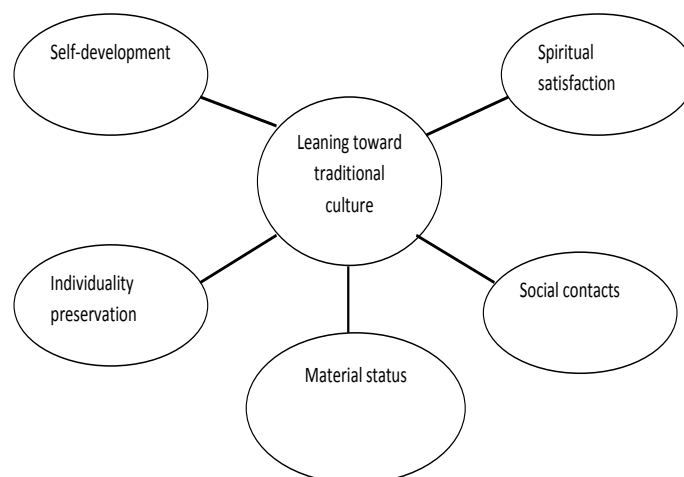 Self-development
Spiritual
satisfaction
Leaning toward
traditional
culture
Individuality
preservation
Social contacts
Material status